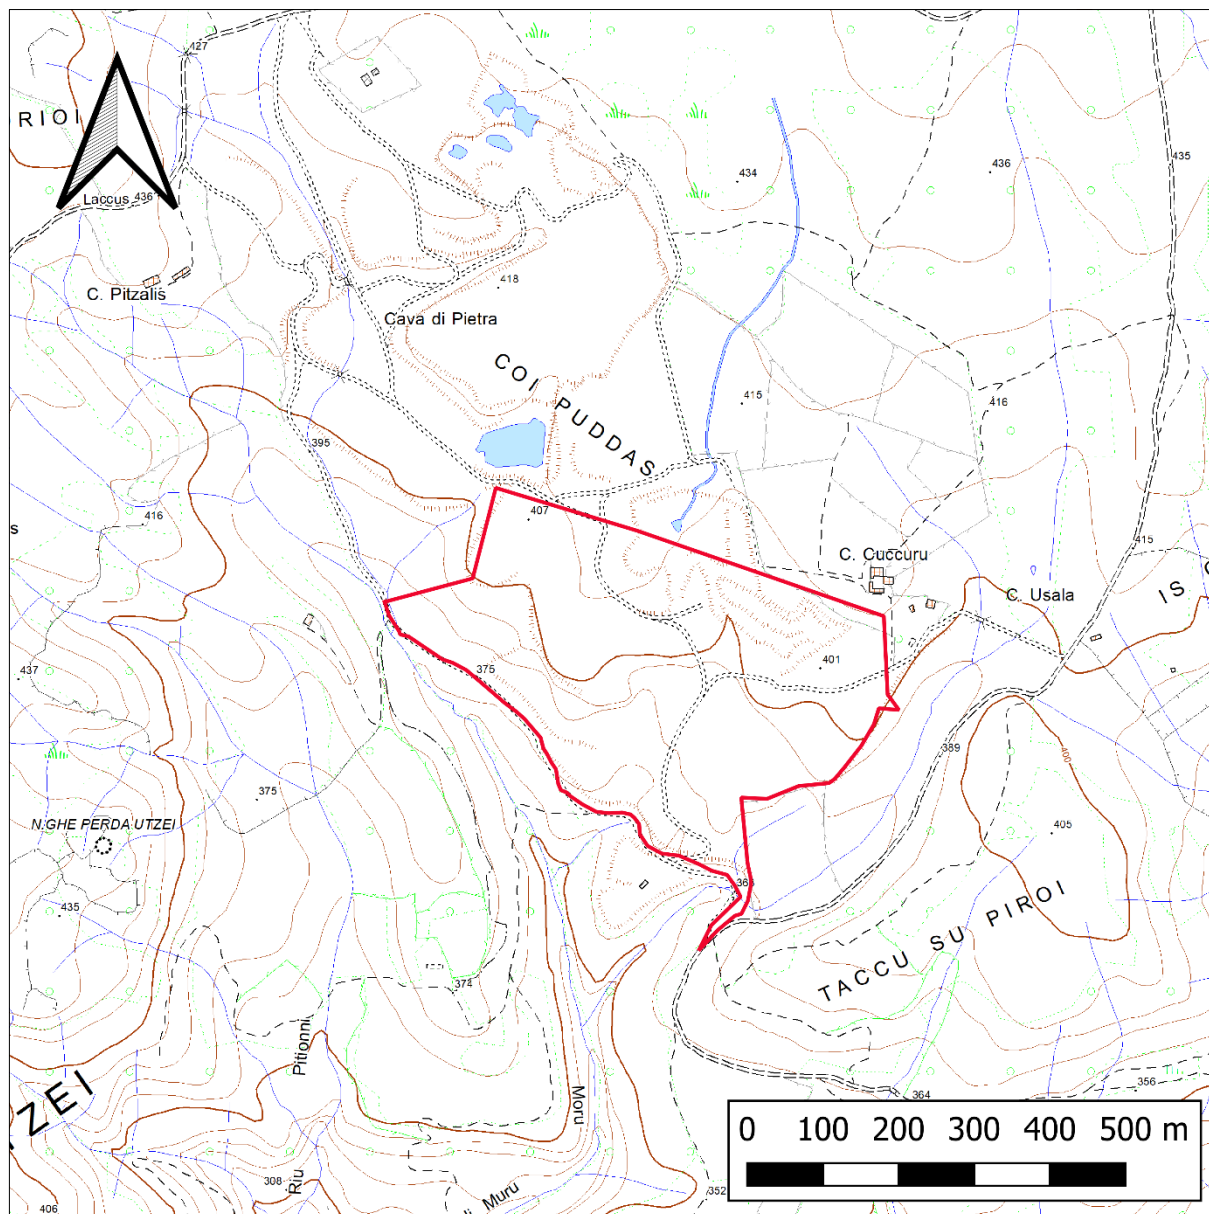 427
RIOI
Laccus 436
434
436
435
C. Pitzalis
418
Cava di Pietra
COI PUDDAS
415
416
395
416
407
415
C. Cuccuru
C. Usala
IS
s
437
375
401
389
400
375
405
N.GHE PERDA UTZEI
435
TACCU SU PIROI
374
Pitionni
Moru
364
356
ZEI
308
Riu
Muru
352
406
0 100 200 300 400 500 m